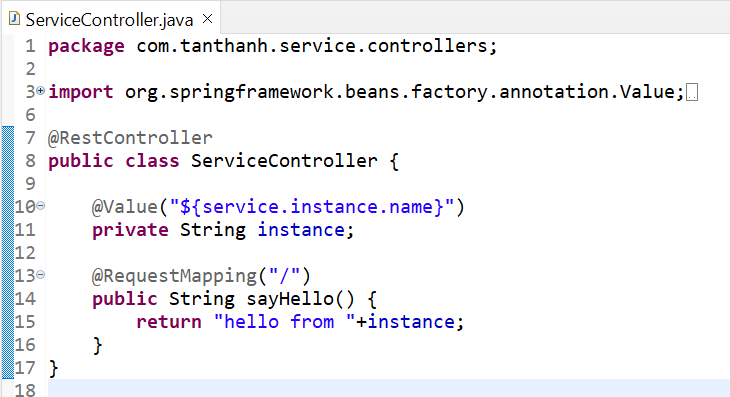 ServiceController.java
1 package com.tanthanh.service.controllers;
2
3 import org.springframework.beans.factory.annotation.Value;
6
7 @RestController
8 public class ServiceController {
9
10 @Value("${service.instance.name}")
11 private String instance;
12
13 @RequestMapping("/")
14 public String sayHello() {
15 return "hello from "+instance;
16 }
17 }
18